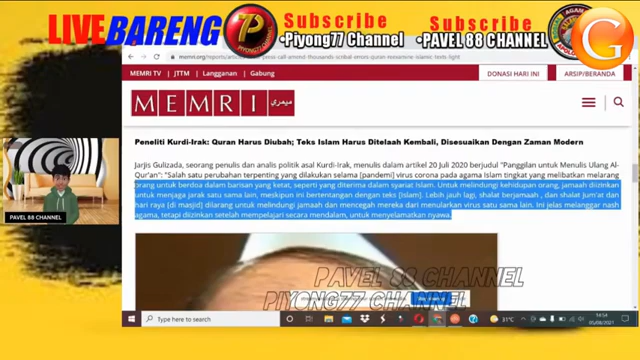 LIVEBARENG
Subscribe
•Piyong77 Channel
Subscribe
•PAVEL 88 CHANNEL
G
MEMRI TV | JTTM | Langganan | Gabung
DONASI HARI INI
ARSIP/BERANDA
MEMRI ميمري
Peneliti Kurdi-Irak: Quran Harus Diubah; Teks Islam Harus Ditelaah Kembali, Disesuaikan Dengan Zaman Modern
Jarjis Gulizada, seorang penulis dan analis politik asal Kurdi-Irak, menulis dalam artikel 20 Juli 2020 berjudul "Panggilan untuk Menulis Ulang Al-
Qur'an": "Salah satu perubahan terpenting yang dilakukan selama [pandemi] virus corona pada agama Islam tingkat yang melibatkan melarang
orang untuk berdoa dalam barisan yang ketat, seperti yang diterima dalam syariat Islam. Untuk melindungi kehidupan orang, jamaah diizinkan
untuk menjaga jarak satu sama lain, meskipun ini bertentangan dengan teks [Islam]. Lebih jauh lagi, shalat berjamaah , dan shalat Jum'at dan
hari raya [di masjid] dilarang untuk melindungi jamaah dan mencegah mereka dari menularkan virus satu sama lain. Ini jelas melanggar nash
agama, tetapi diizinkan setelah mempelajari secara mendalam, untuk menyelamatkan nyawa.
PAVEL 88 CHANNEL
PAVEL 88 CHANNEL
PIYONG77 CHANNEL
Type here to search
31°C
14:54
05/08/2021